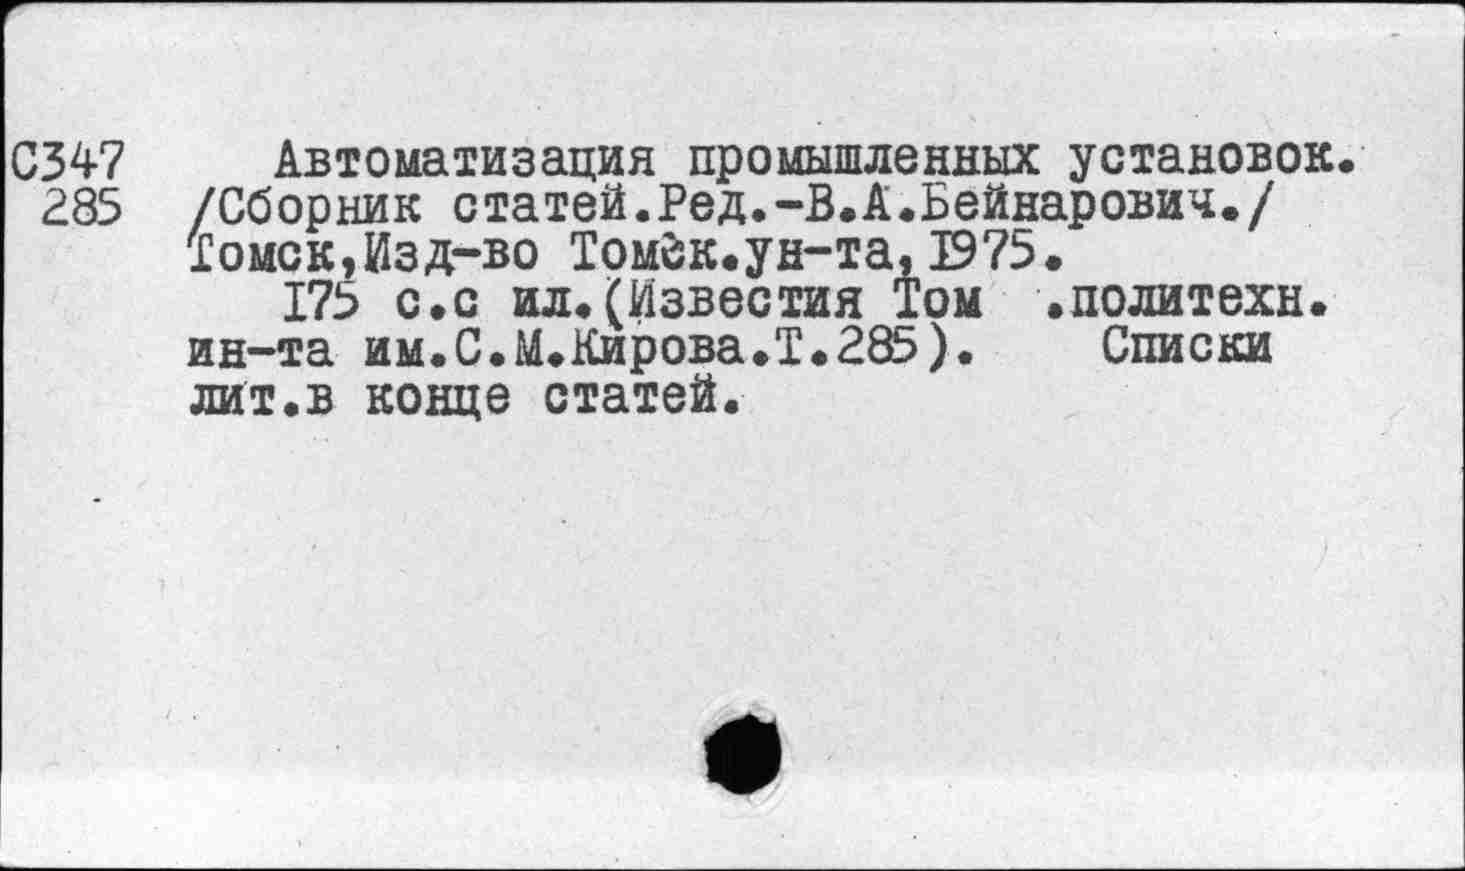 С347 Автоматизация промышленных установок.
285 /Сборник статей.Ред.-В.А.Бейнарович./
Томск,Изд-во Томск.ун-та,1975.
175 с.с ил.(Известия Том .политехн.
ин-та им.С.М.Кирова.Т.285). Списки
лит.в конце статей.